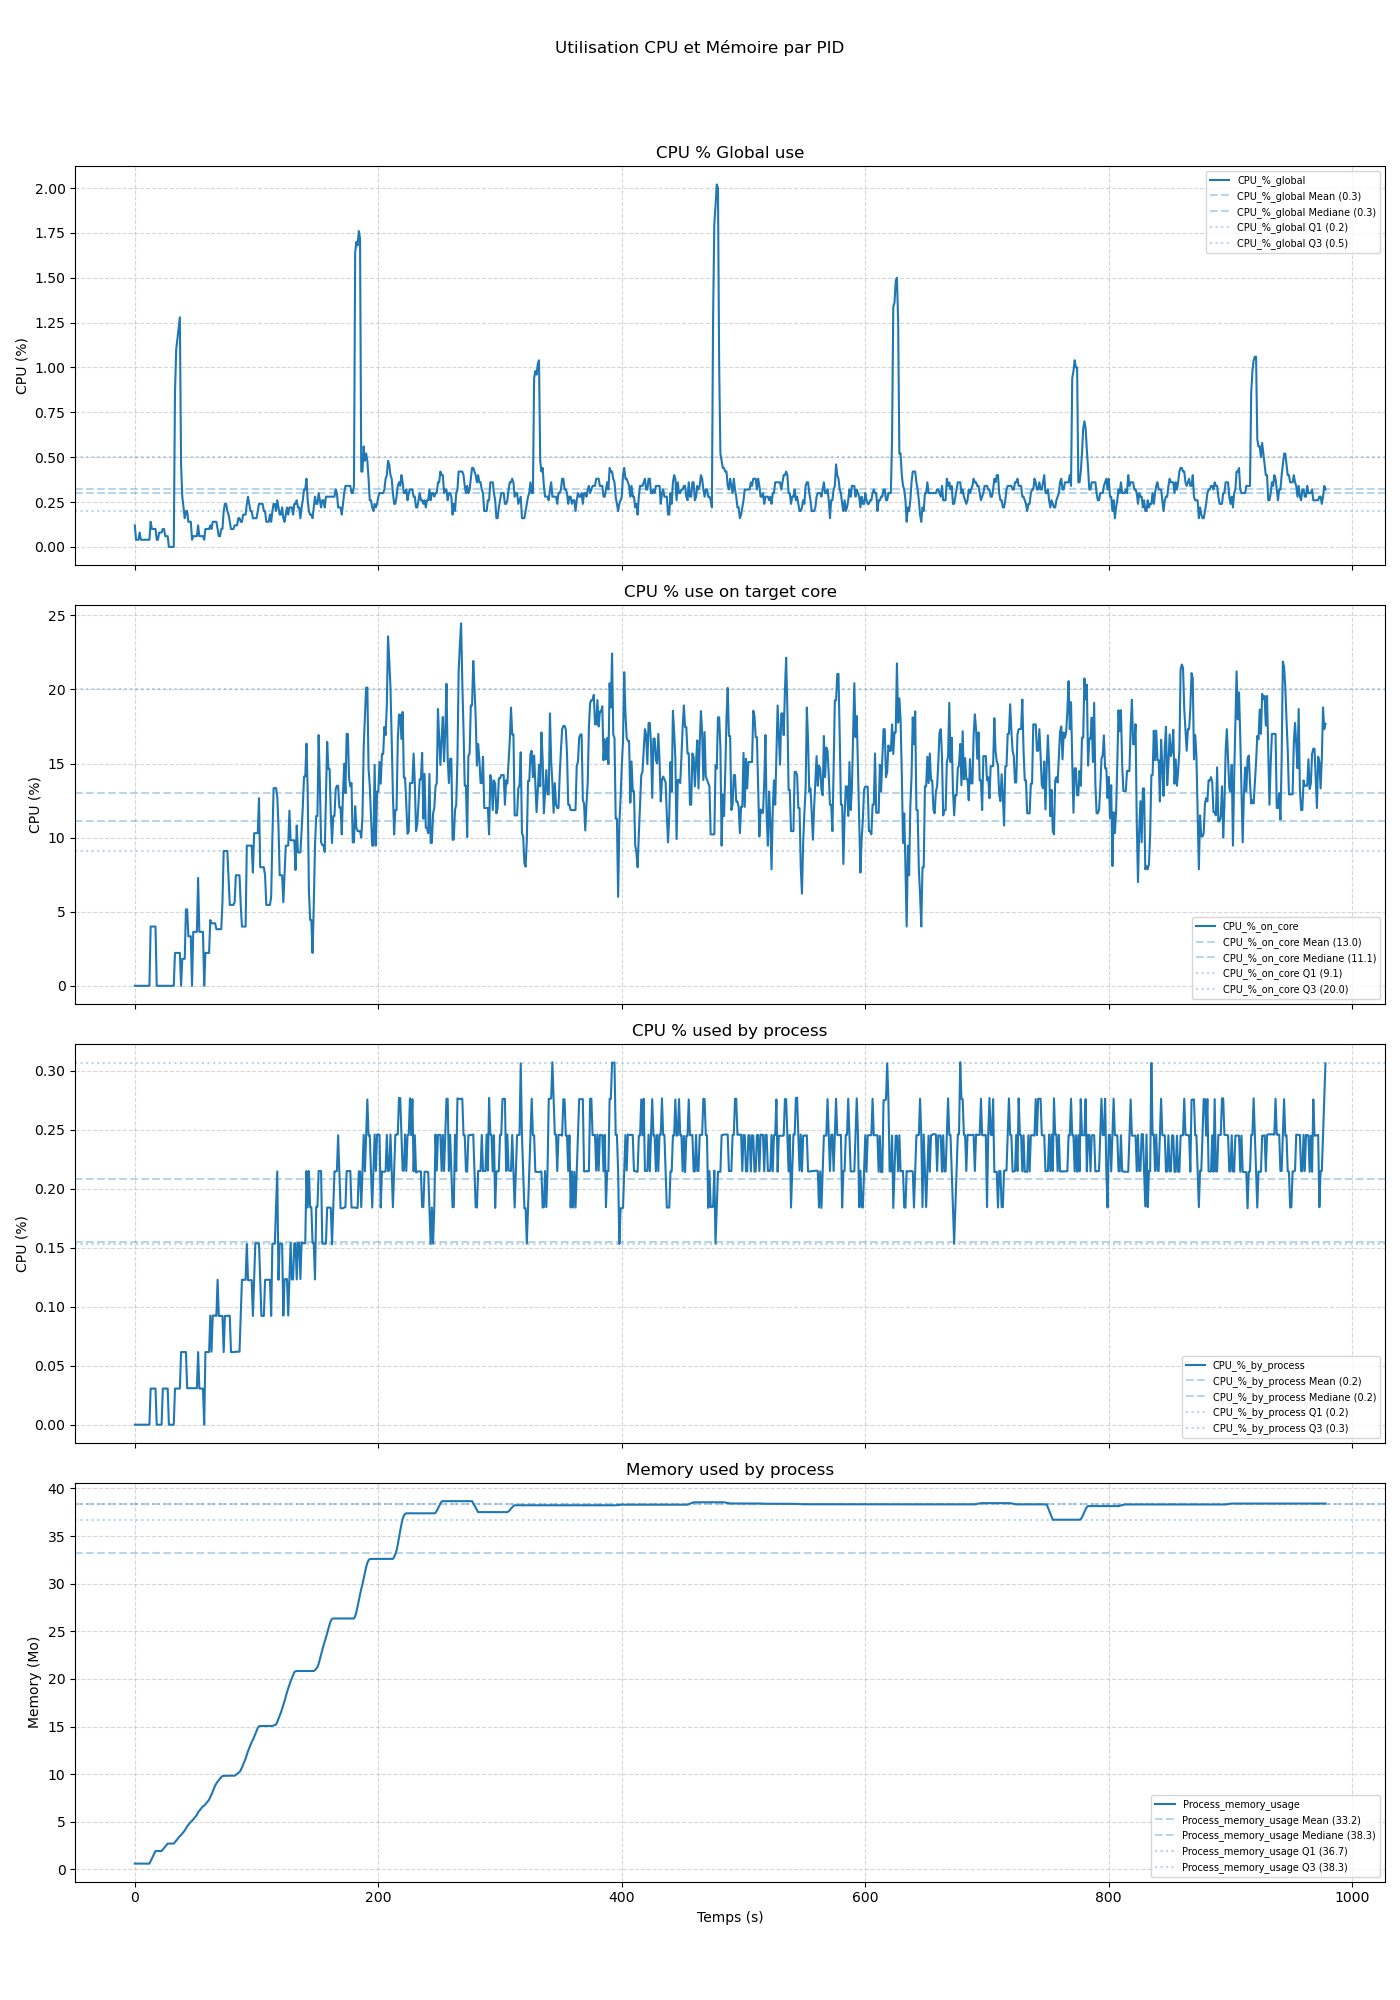 Utilisation CPU et Mémoire par PID
CPU % Global use
2.00
1.75
1.50
1.25
1.00
0.75
0.50
0.25
0.00
CPU (%)
CPU_%_global
CPU_%_global Mean (0.3)
CPU_%_global Mediane (0.3)
CPU_%_global Q1 (0.2)
CPU_%_global Q3 (0.5)
CPU % use on target core
25
20
15
10
5
0
CPU (%)
CPU_%_on_core
CPU_%_on_core Mean (13.0)
CPU_%_on_core Mediane (11.1)
CPU_%_on_core Q1 (9.1)
CPU_%_on_core Q3 (20.0)
CPU % used by process
0.30
0.25
0.20
0.15
0.10
0.05
0.00
CPU (%)
CPU_%_by_process
CPU_%_by_process Mean (0.2)
CPU_%_by_process Mediane (0.2)
CPU_%_by_process Q1 (0.2)
CPU_%_by_process Q3 (0.3)
Memory used by process
40
35
30
25
20
15
10
5
0
Memory (Mo)
Process_memory_usage
Process_memory_usage Mean (33.2)
Process_memory_usage Mediane (38.3)
Process_memory_usage Q1 (36.7)
Process_memory_usage Q3 (38.3)
0 200 400 600 800 1000
Temps (s)